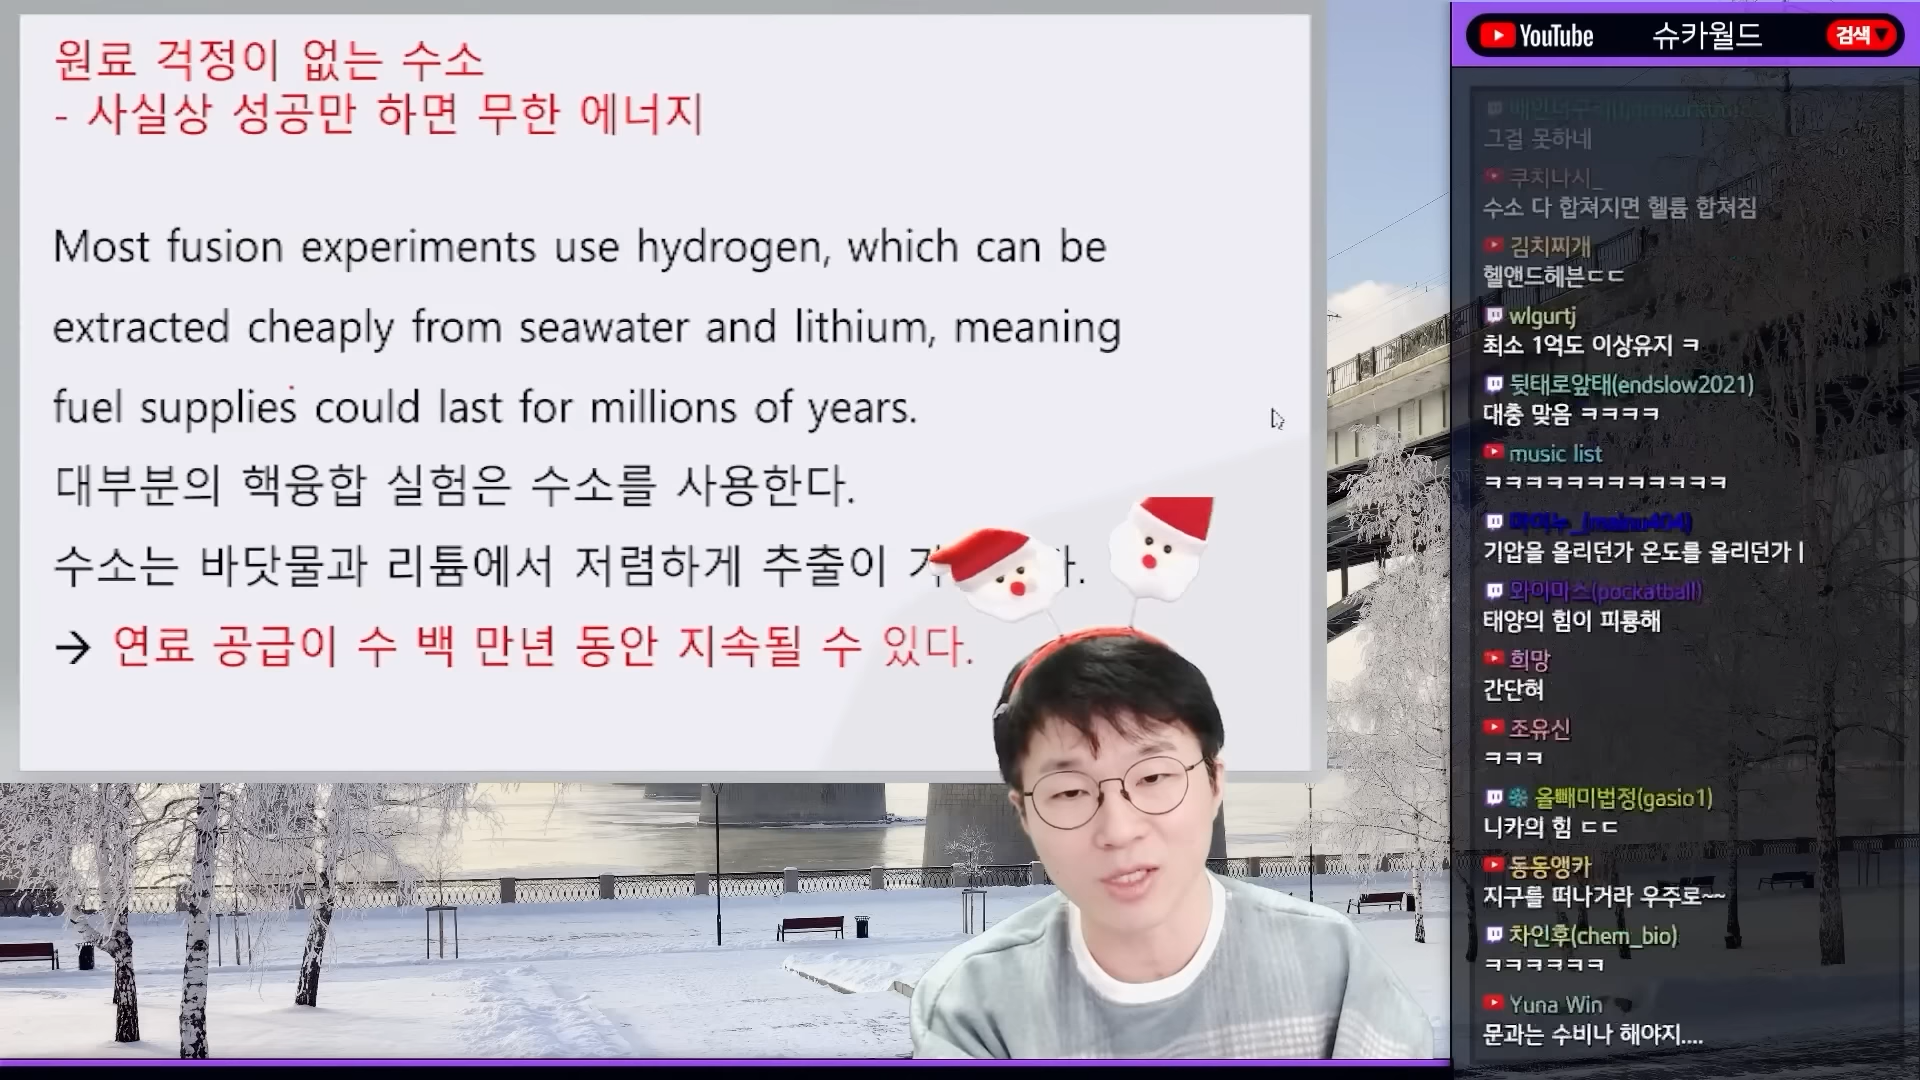 원료 걱정이 없는 수소
- 사실상 성공만 하면 무한 에너지
Most fusion experiments use hydrogen, which can be
extracted cheaply from seawater and lithium, meaning
fuel supplies could last for millions of years.
대부분의 핵융합 실험은 수소를 사용한다.
수소는 바닷물과 리튬에서 저렴하게 추출이
→ 연료 공급이 수 백 만년 동안 지속될 수 있다.
YouTube 슈카월드 검색
그걸 못하네
쿠치나시_
수소 다 합쳐지면 헬륨 합쳐짐
김치찌개
헬앤드헤븐ㄷㄷ
wlgurtj
최소 1억도 이상유지 ㅋ
뒷태로앞태(endslow2021)
대충 맞음 ㅋㅋㅋㅋ
music list
ㅋㅋㅋㅋㅋㅋㅋㅋㅋㅋㅋㅋ
기압을 올리던가 온도를 올리던가 |
와이마스(pockatball)
태양의 힘이 피룡해
희망
간단혀
조유신
ㅋㅋㅋ
올빼미법정(gasio1)
니카의 힘 ㄷㄷ
동동앵카
지구를 떠나거라 우주로~~
차인후(chem_bio)
ㅋㅋㅋㅋㅋㅋ
Yuna Win
문과는 수비나 해야지....